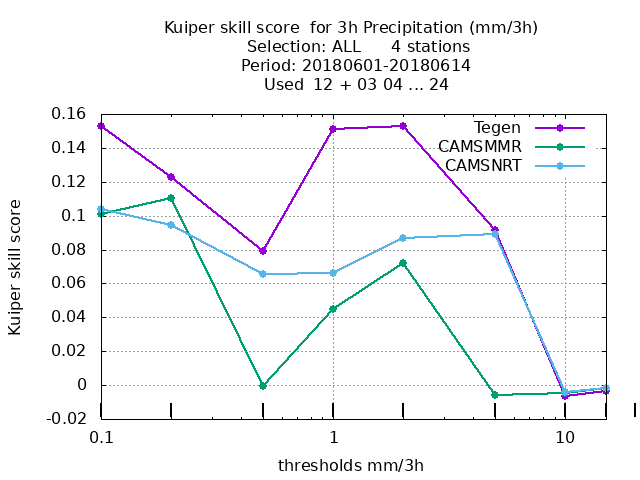 Kuiper skill score  for 3h Precipitation (mm/3h)
Selection: ALL      4 stations
Period: 20180601-20180614
Used  12 + 03 04 ... 24
Tegen
CAMSMMR
CAMSNRT
Kuiper skill score
0.16
0.14
0.12
0.1
0.08
0.06
0.04
0.02
0
-0.02
0.1 1 10
thresholds mm/3h